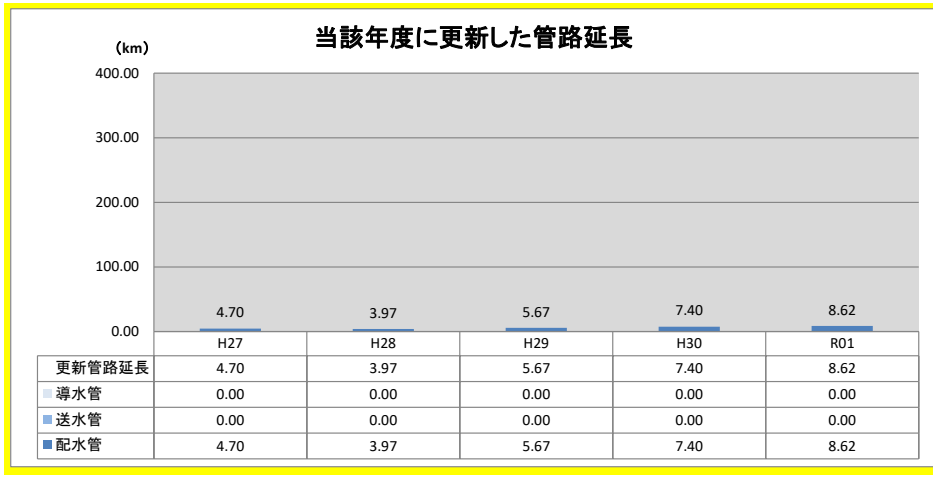 当該年度に更新した管路延長
(km)
400.00
300.00
200.00
100.00
0.00
4.70 3.97 5.67 7.40 8.62
H27 H28 H29 H30 R01
更新管路延長 4.70 3.97 5.67 7.40 8.62
導水管 0.00 0.00 0.00 0.00 0.00
送水管 0.00 0.00 0.00 0.00 0.00
配水管 4.70 3.97 5.67 7.40 8.62